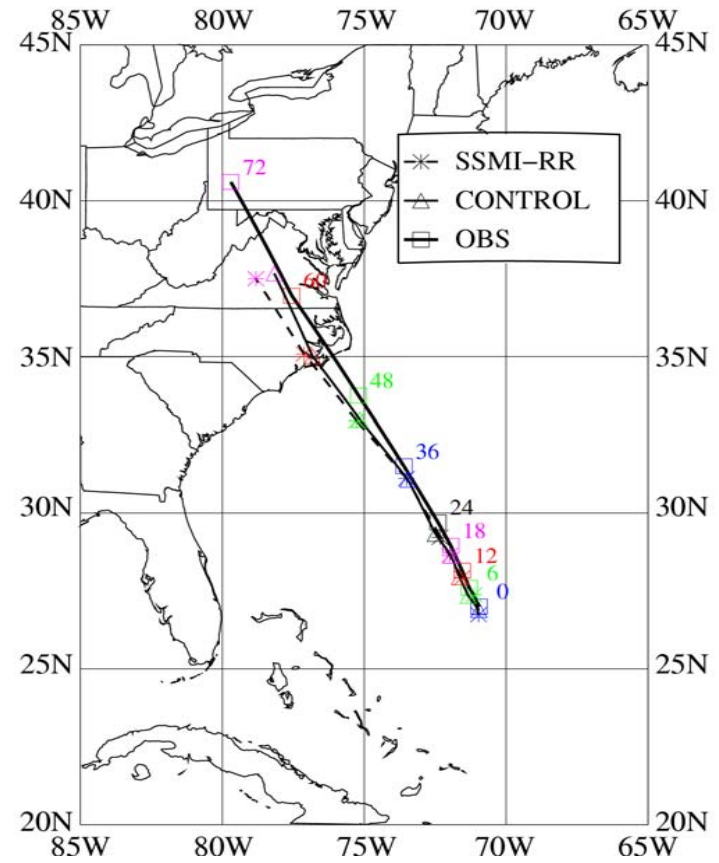 85W 80W 75W 70W 65W
45N 45N
SSMI-RR
72
40N CONTROL 40N
OBS
60
35N 35N
48
36
30N 24 30N
18
12
6
0
25N 25N
20N 20N
85W 80W 75W 70W 65W